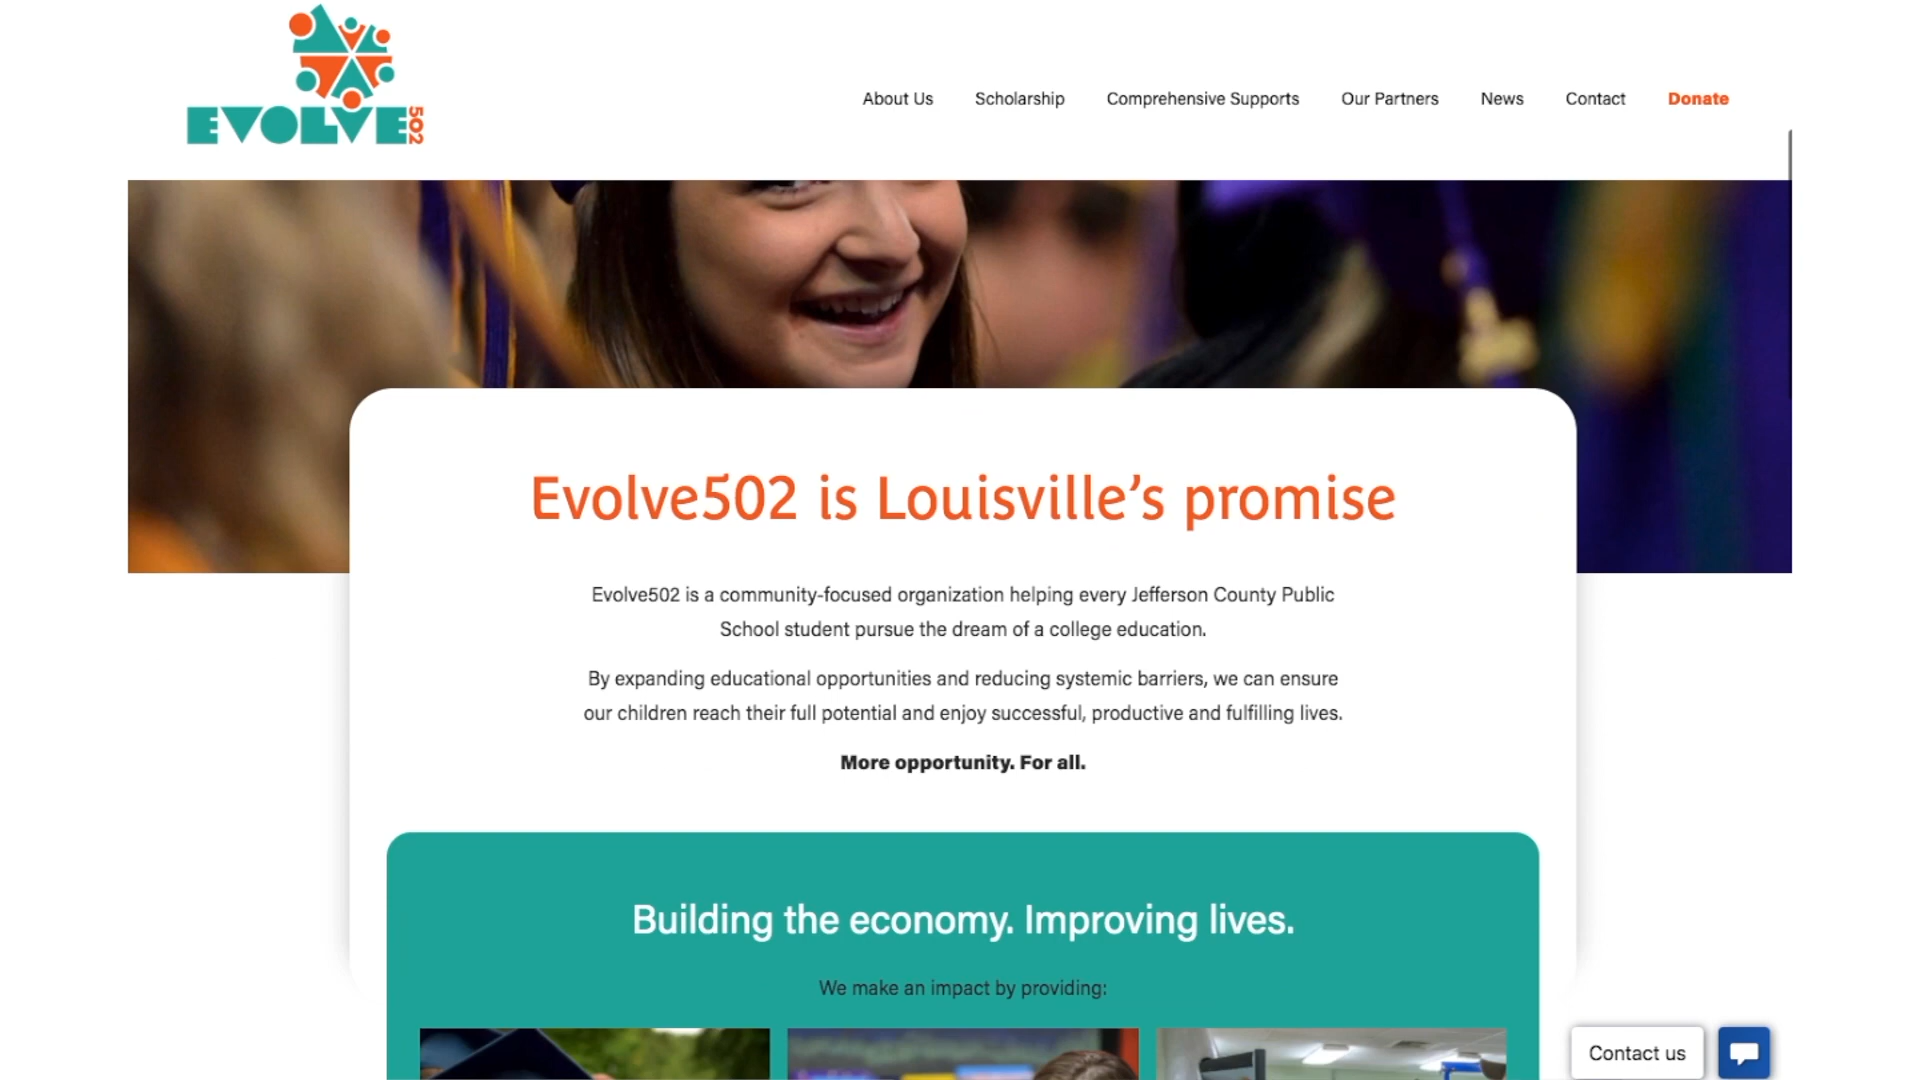 EVOLVE502
About Us Scholarship Comprehensive Supports Our Partners News Contact Donate
Evolve502 is Louisville’s promise
Evolve502 is a community-focused organization helping every Jefferson County Public
School student pursue the dream of a college education.
By expanding educational opportunities and reducing systemic barriers, we can ensure
our children reach their full potential and enjoy successful, productive and fulfilling lives.
More opportunity. For all.
Building the economy. Improving lives.
We make an impact by providing:
Contact us